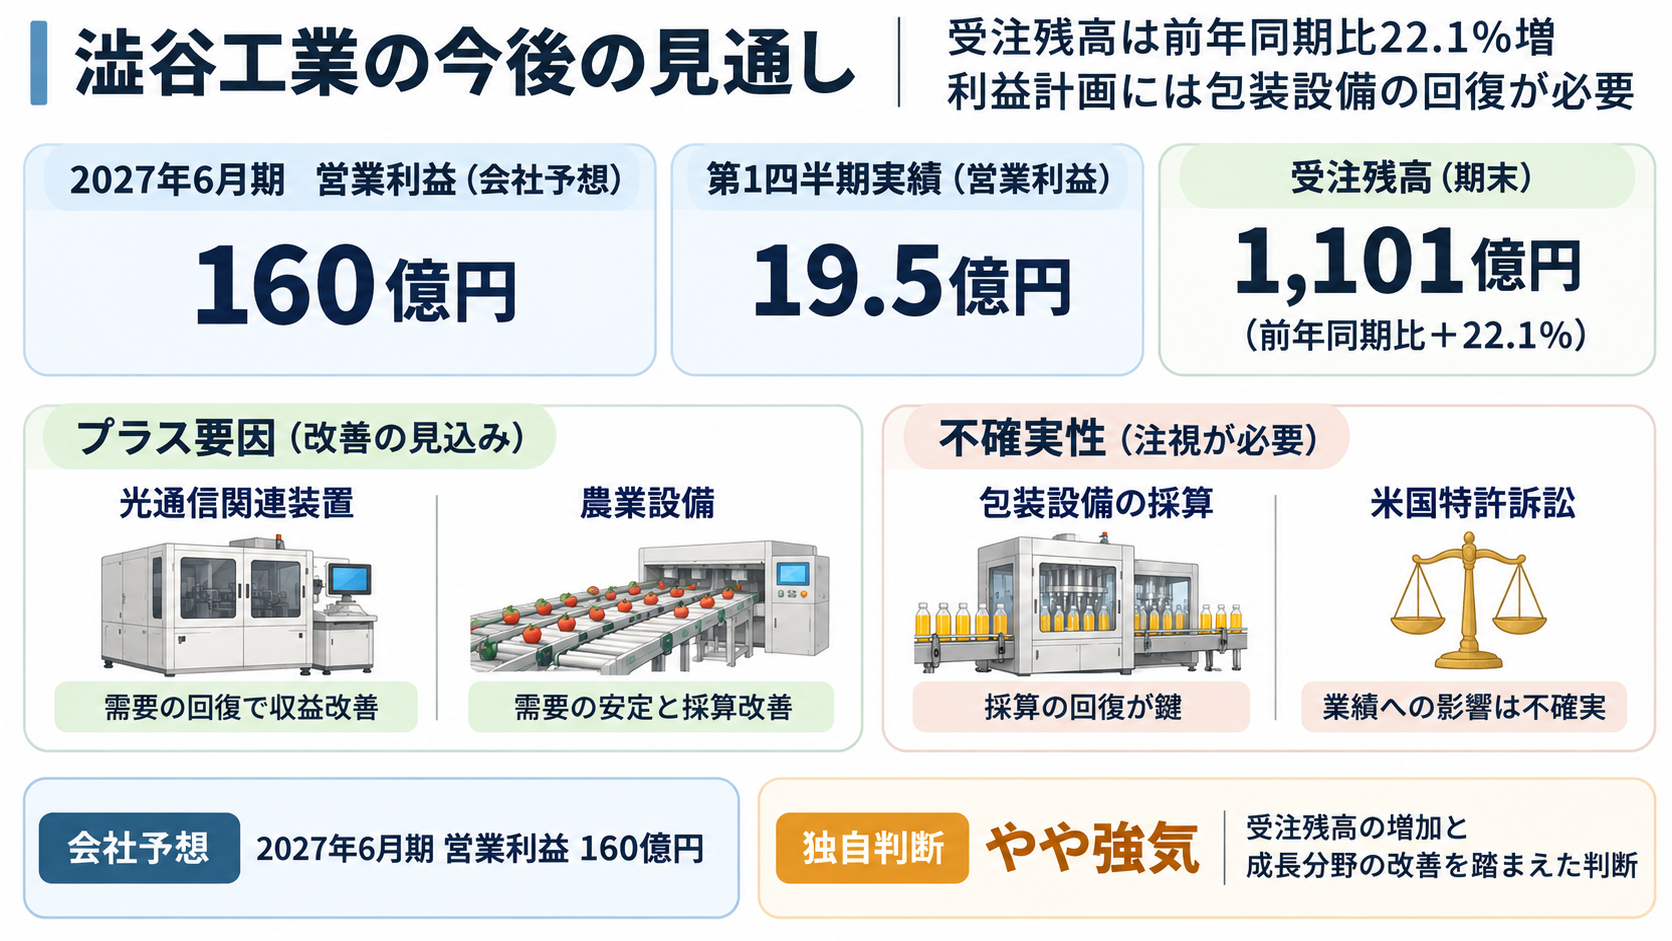 澁谷工業の今後の見通し
受注残高は前年同期比22.1%増
利益計画には包装設備の回復が必要
2027年6月期 営業利益（会社予想）
160億円
第1四半期実績（営業利益）
19.5億円
受注残高（期末）
1,101億円
（前年同期比＋22.1%）
プラス要因（改善の見込み）
光通信関連装置
需要の回復で収益改善
農業設備
需要の安定と採算改善
不確実性（注視が必要）
包装設備の採算
採算の回復が鍵
米国特許訴訟
業績への影響は不確実
会社予想
2027年6月期 営業利益 160億円
独自判断
やや強気
受注残高の増加と
成長分野の改善を踏まえた判断